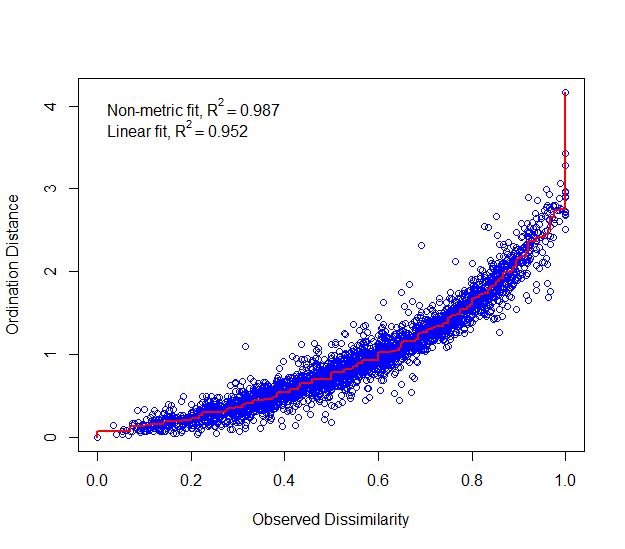 Non-metric fit, R² = 0.987
Linear fit, R² = 0.952
4
3
2
1
0
Ordination Distance
0.0 0.2 0.4 0.6 0.8 1.0
Observed Dissimilarity